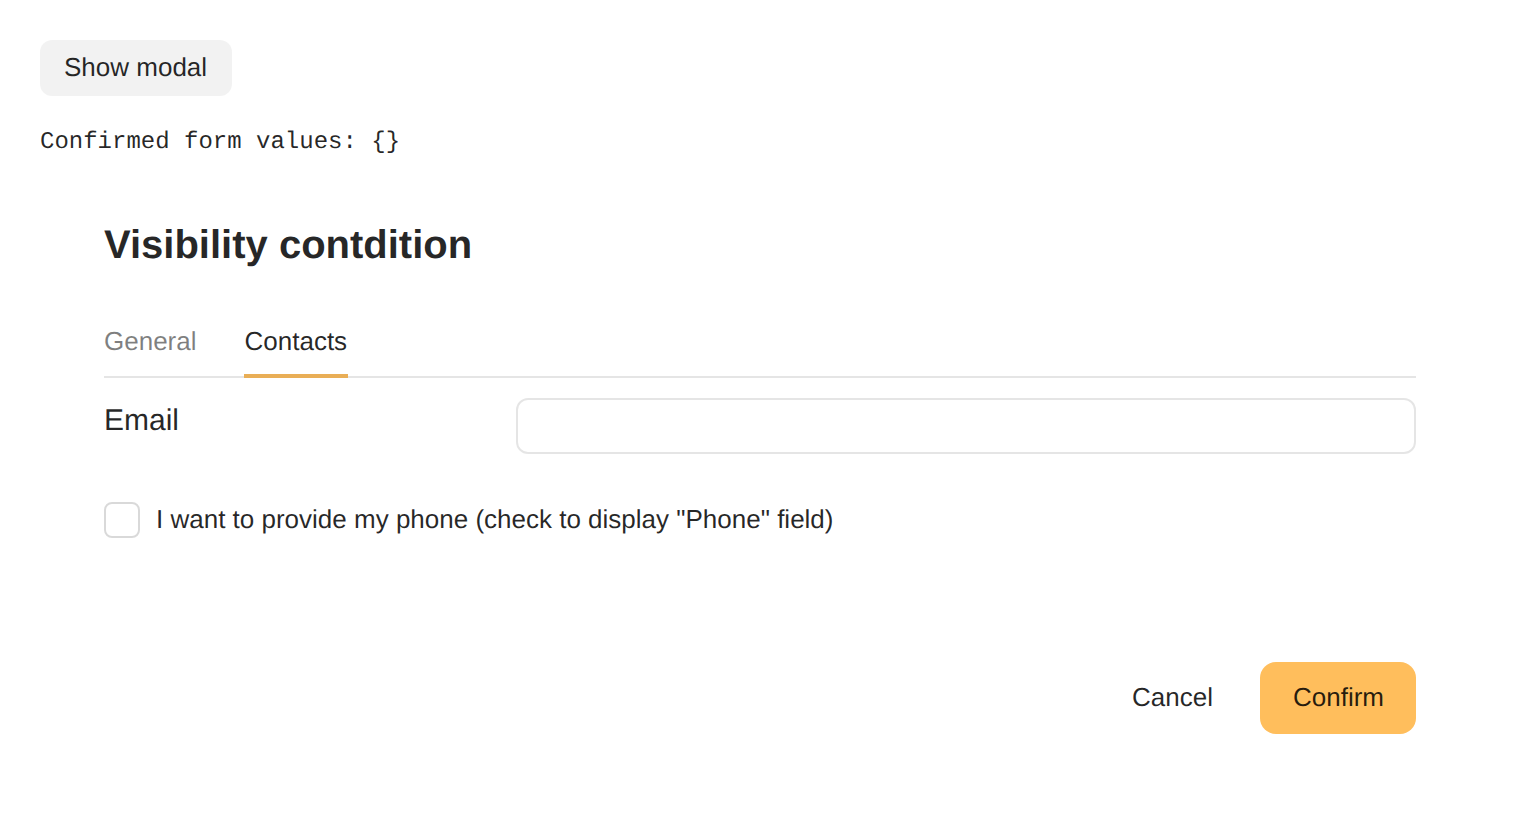 Show modal
Confirmed form values: {}
Visibility contdition
General Contacts
Email
I want to provide my phone (check to display "Phone" field)
Cancel Confirm